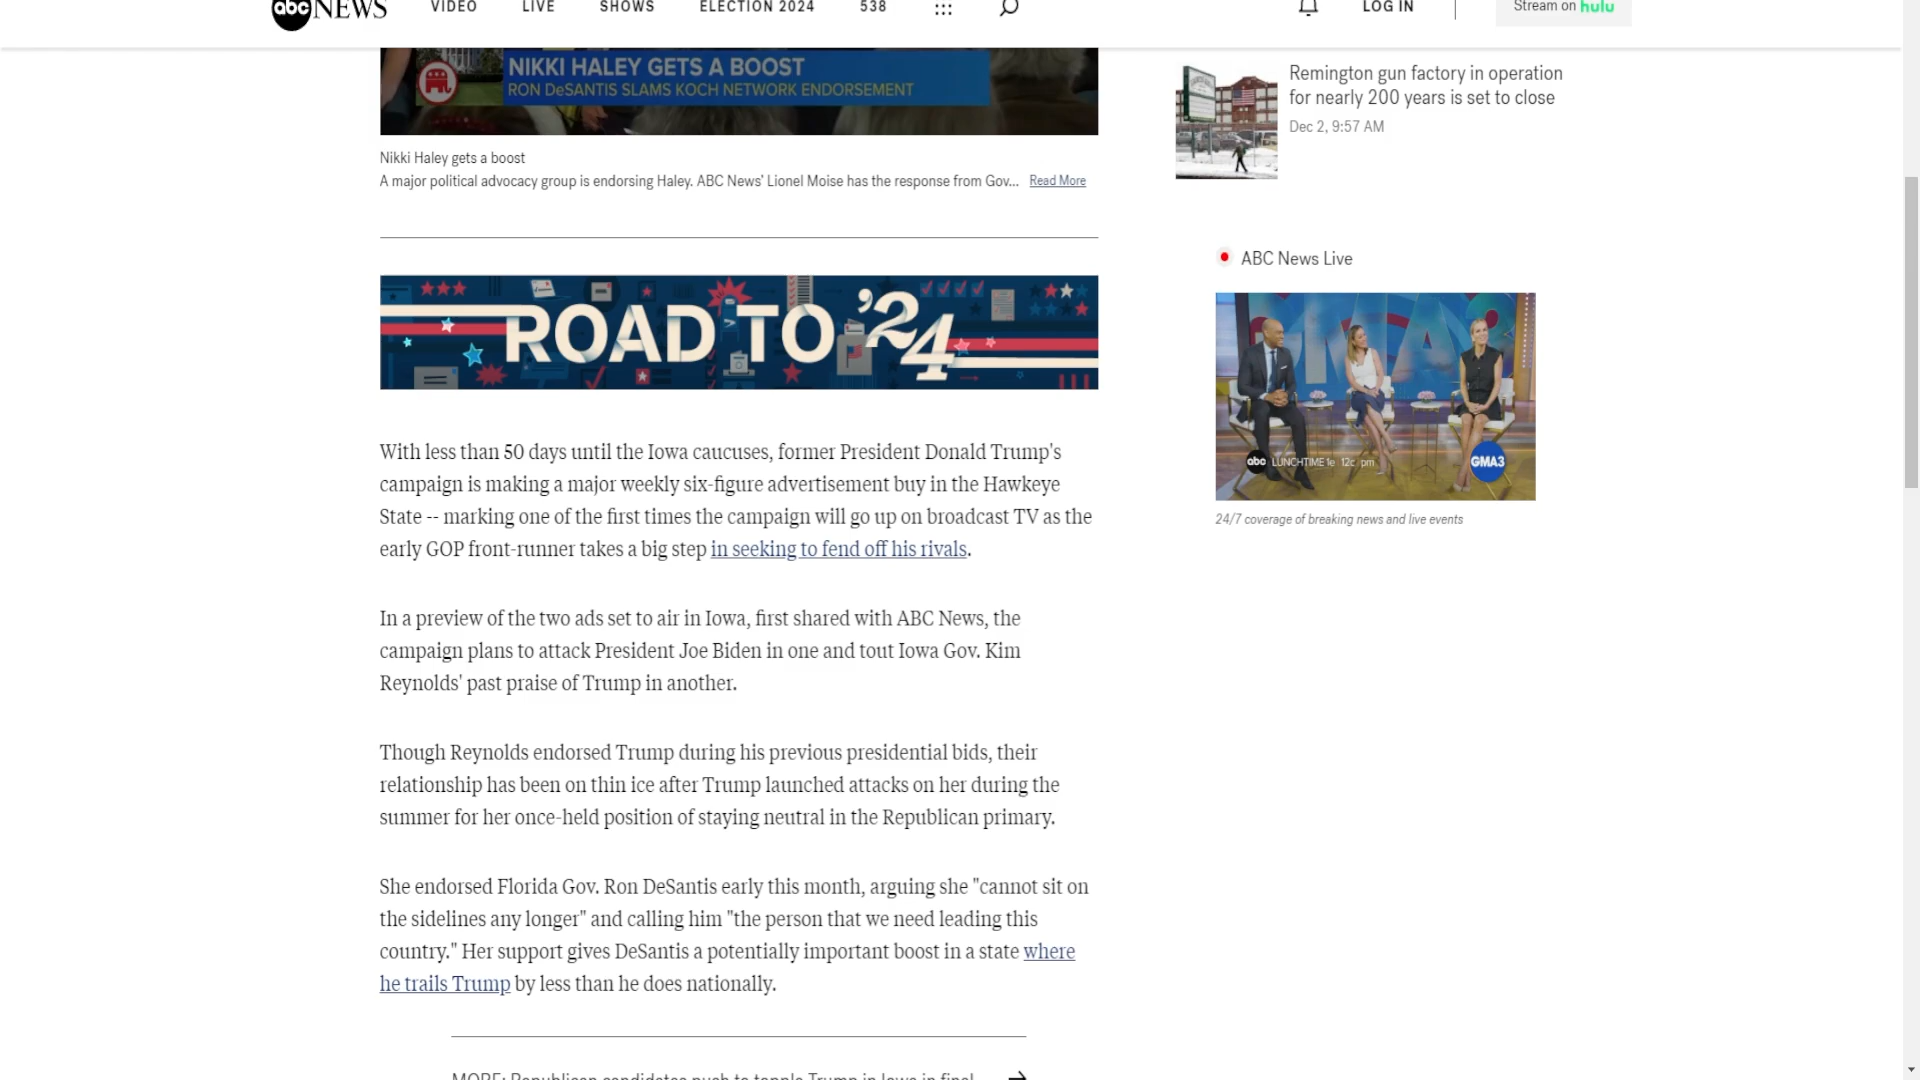 abc NEWS VIDEO LIVE SHOWS ELECTION 2024 538 LOG IN Stream on hulu
NIKKI HALEY GETS A BOOST
RON DeSANTIS SLAMS KOCH NETWORK ENDORSEMENT
Nikki Haley gets a boost
A major political advocacy group is endorsing Haley. ABC News' Lionel Moise has the response from Gov... Read More
ROAD TO '24
With less than 50 days until the Iowa caucuses, former President Donald Trump's
campaign is making a major weekly six-figure advertisement buy in the Hawkeye
State -- marking one of the first times the campaign will go up on broadcast TV as the
early GOP front-runner takes a big step in seeking to fend off his rivals.
In a preview of the two ads set to air in Iowa, first shared with ABC News, the
campaign plans to attack President Joe Biden in one and tout Iowa Gov. Kim
Reynolds' past praise of Trump in another.
Though Reynolds endorsed Trump during his previous presidential bids, their
relationship has been on thin ice after Trump launched attacks on her during the
summer for her once-held position of staying neutral in the Republican primary.
She endorsed Florida Gov. Ron DeSantis early this month, arguing she "cannot sit on
the sidelines any longer" and calling him "the person that we need leading this
country." Her support gives DeSantis a potentially important boost in a state where
he trails Trump by less than he does nationally.
MORE: Republican candidates push to topple Trump in Iowa in final
Remington gun factory in operation
for nearly 200 years is set to close
Dec 2, 9:57 AM
ABC News Live
GMA3
abc LUNCHTIME 1e 12c pm GMA3
24/7 coverage of breaking news and live events